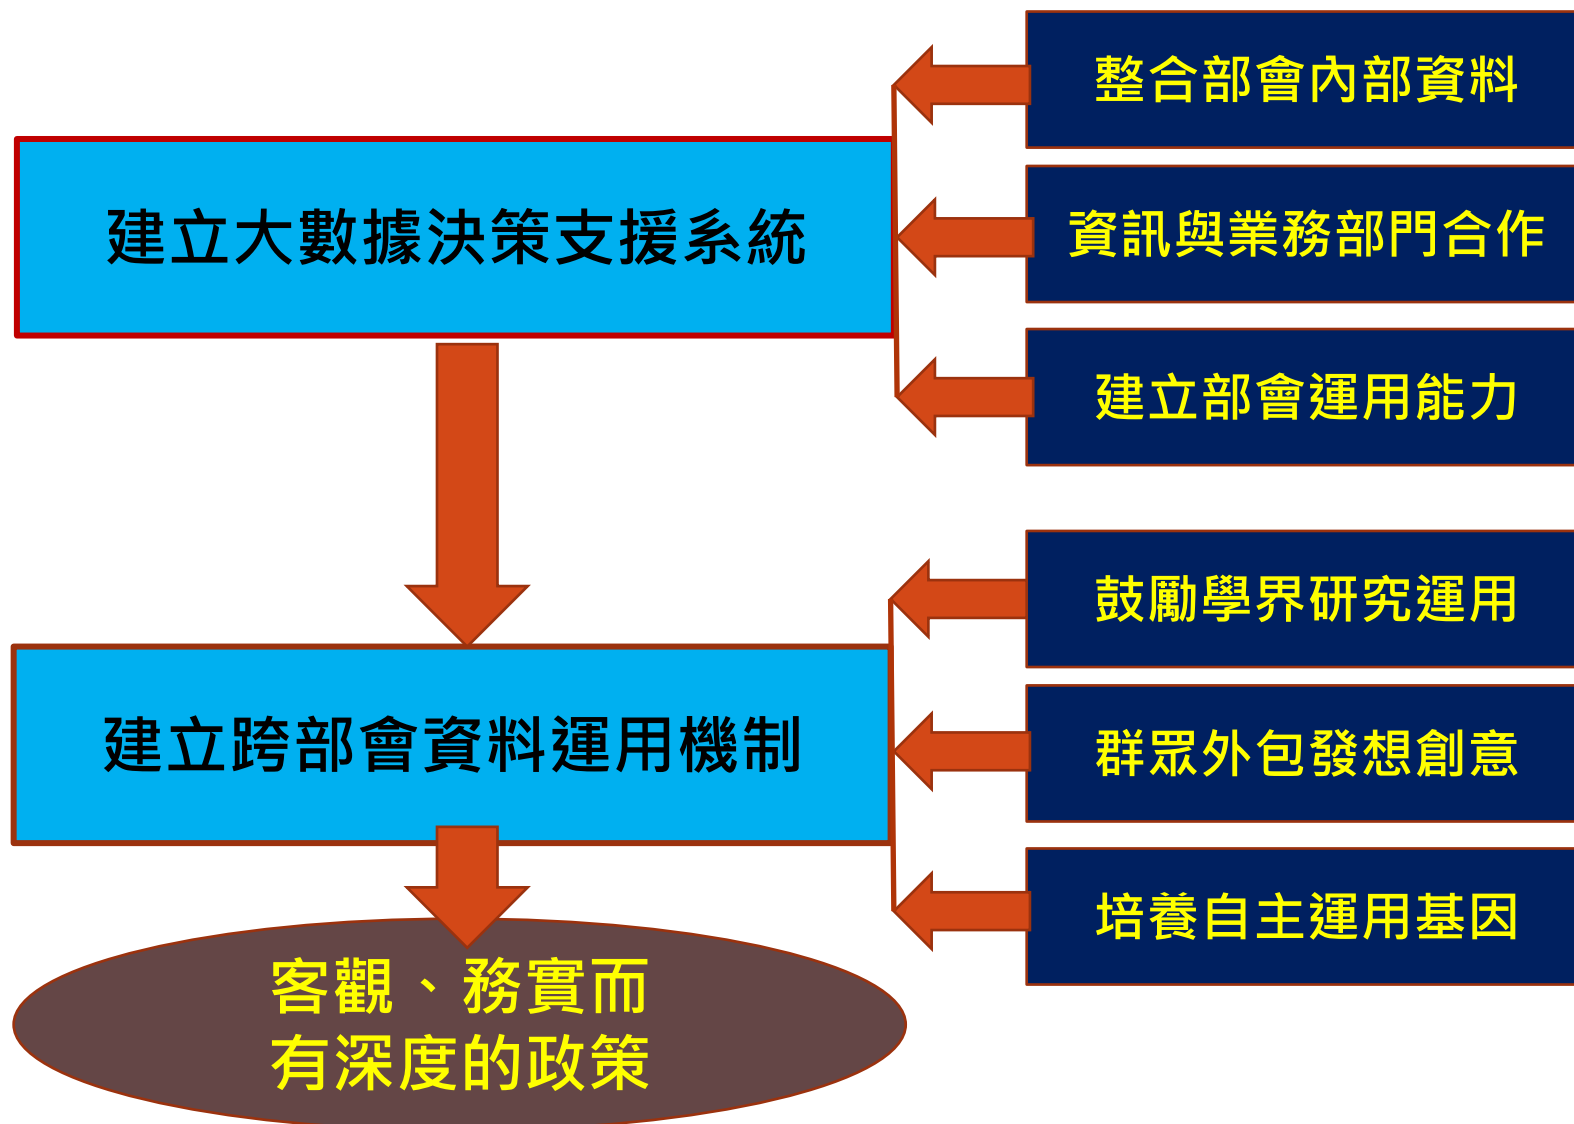 整合部會內部資料
建立大數據決策支援系統
資訊與業務部門合作
建立部會運用能力
鼓勵學界研究運用
建立跨部會資料運用機制
群眾外包發想創意
培養自主運用基因
客觀、務實而
有深度的政策